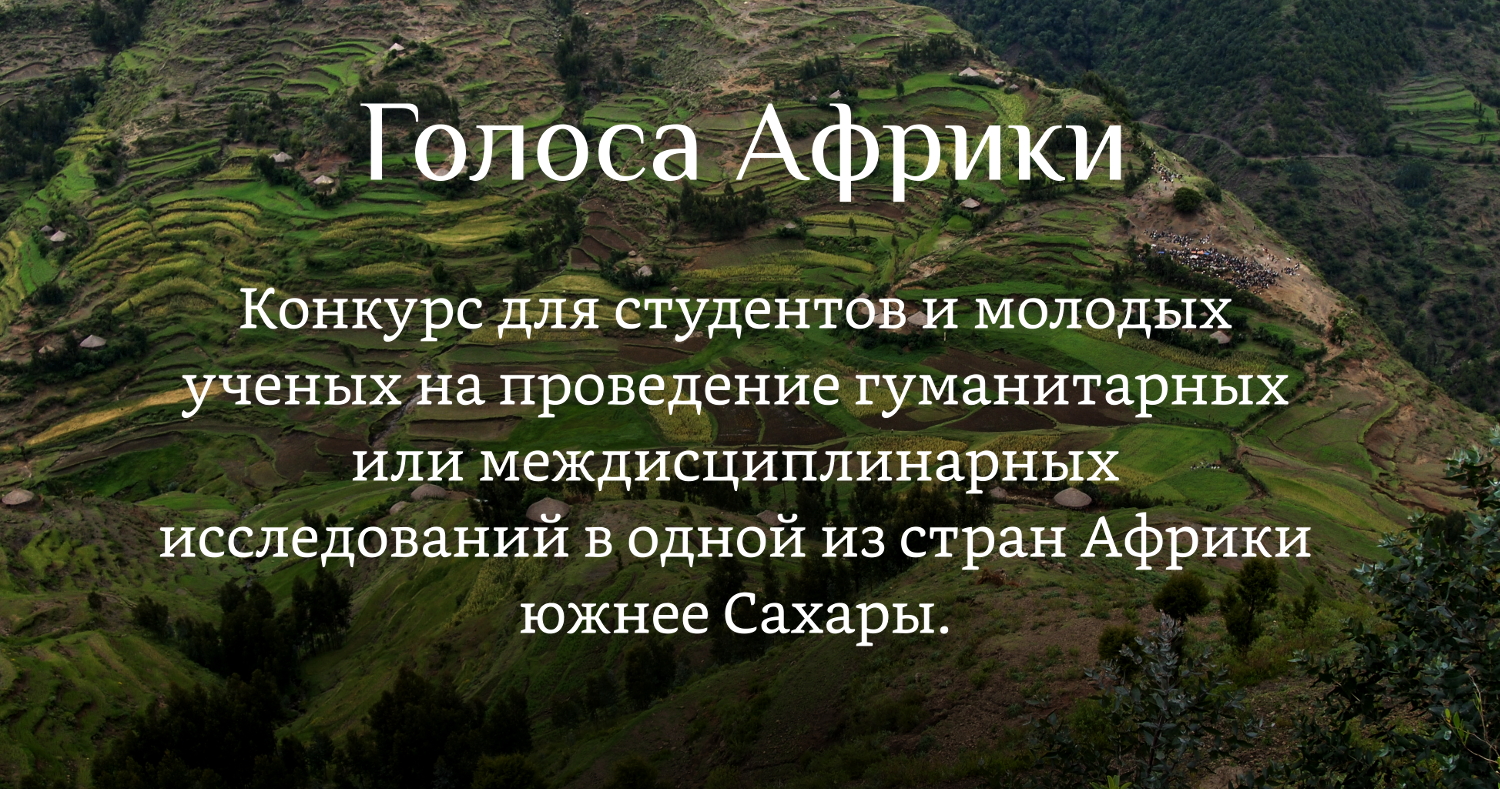 Голоса Африки
Конкурс для студентов и молодых
ученых на проведение гуманитарных
или междисциплинарных
исследований в одной из стран Африки
южнее Сахары.